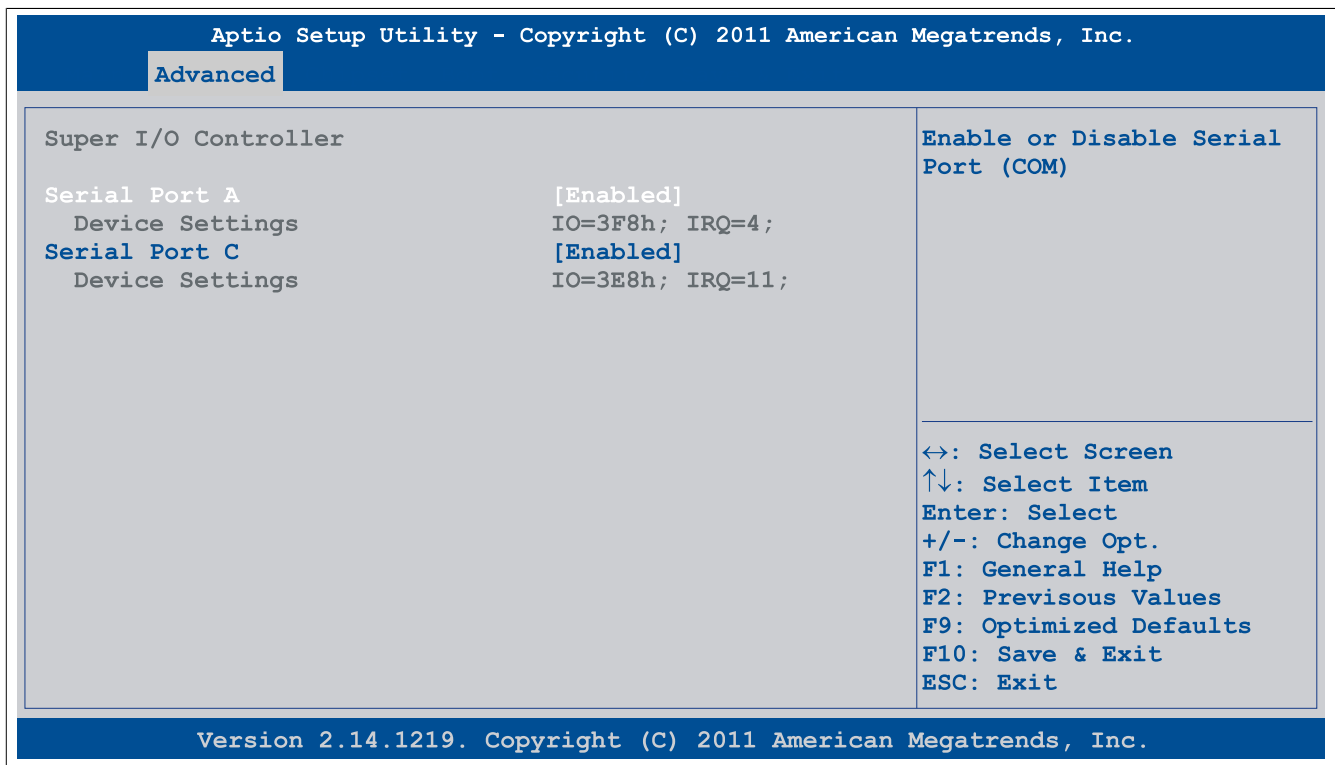 Aptio Setup Utility - Copyright (C) 2011 American Megatrends, Inc.
Advanced
Super I/O Controller
Serial Port A [Enabled]
Device Settings IO=3F8h; IRQ=4;
Serial Port C [Enabled]
Device Settings IO=3E8h; IRQ=11;
Enable or Disable Serial
Port (COM)
↔: Select Screen
↑↓: Select Item
Enter: Select
+/-: Change Opt.
F1: General Help
F2: Previsous Values
F9: Optimized Defaults
F10: Save & Exit
ESC: Exit
Version 2.14.1219. Copyright (C) 2011 American Megatrends, Inc.